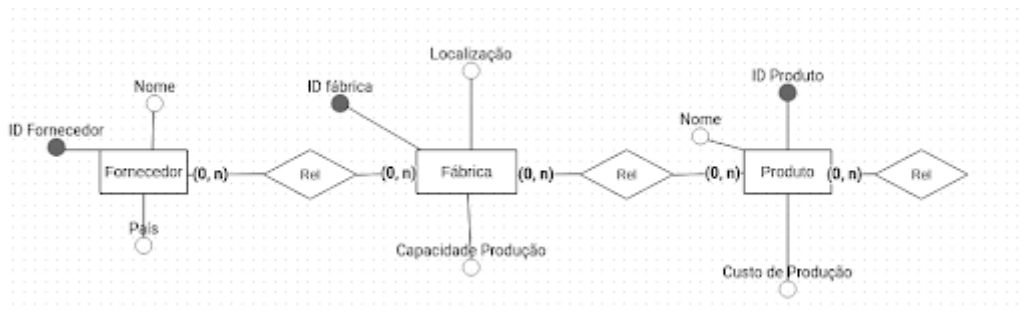 Localização
Nome
ID fábrica
ID Produto
Nome
ID Fornecedor
Fornecedor (0, n) Rel (0, n) Fábrica (0, n) Rel (0, n) Produto (0, n) Rel
País
Capacidade Produção
Custo de Produção